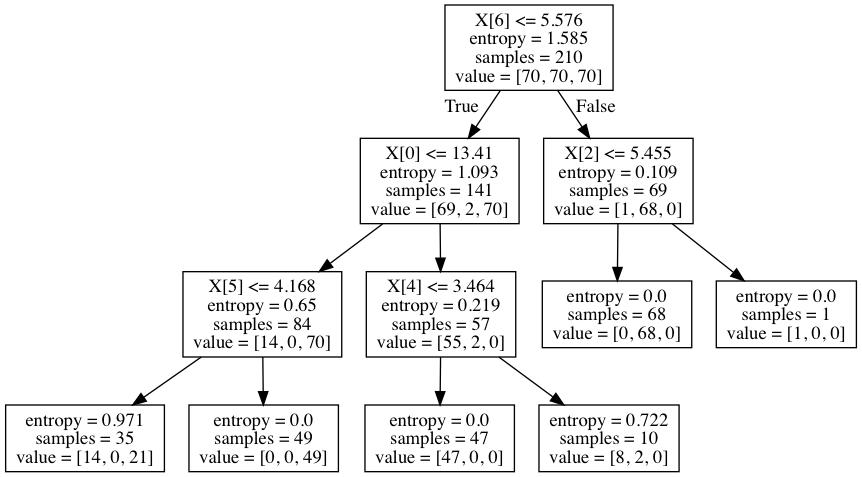 X[6] <= 5.576
entropy = 1.585
samples = 210
value = [70, 70, 70]
True
False
X[0] <= 13.41
entropy = 1.093
samples = 141
value = [69, 2, 70]
X[2] <= 5.455
entropy = 0.109
samples = 69
value = [1, 68, 0]
X[5] <= 4.168
entropy = 0.65
samples = 84
value = [14, 0, 70]
X[4] <= 3.464
entropy = 0.219
samples = 57
value = [55, 2, 0]
entropy = 0.0
samples = 68
value = [0, 68, 0]
entropy = 0.0
samples = 1
value = [1, 0, 0]
entropy = 0.971
samples = 35
value = [14, 0, 21]
entropy = 0.0
samples = 49
value = [0, 0, 49]
entropy = 0.0
samples = 47
value = [47, 0, 0]
entropy = 0.722
samples = 10
value = [8, 2, 0]